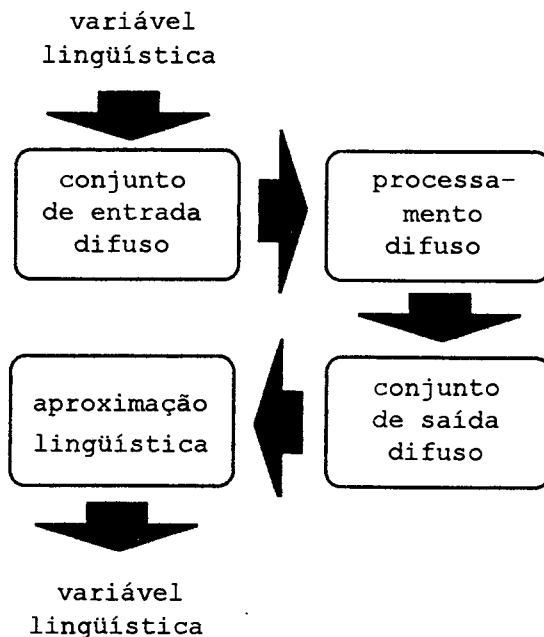 variável
lingüística
conjunto
de entrada
difuso
processa-
mento
difuso
conjunto
de saída
difuso
aproximação
lingüística
variável
lingüística